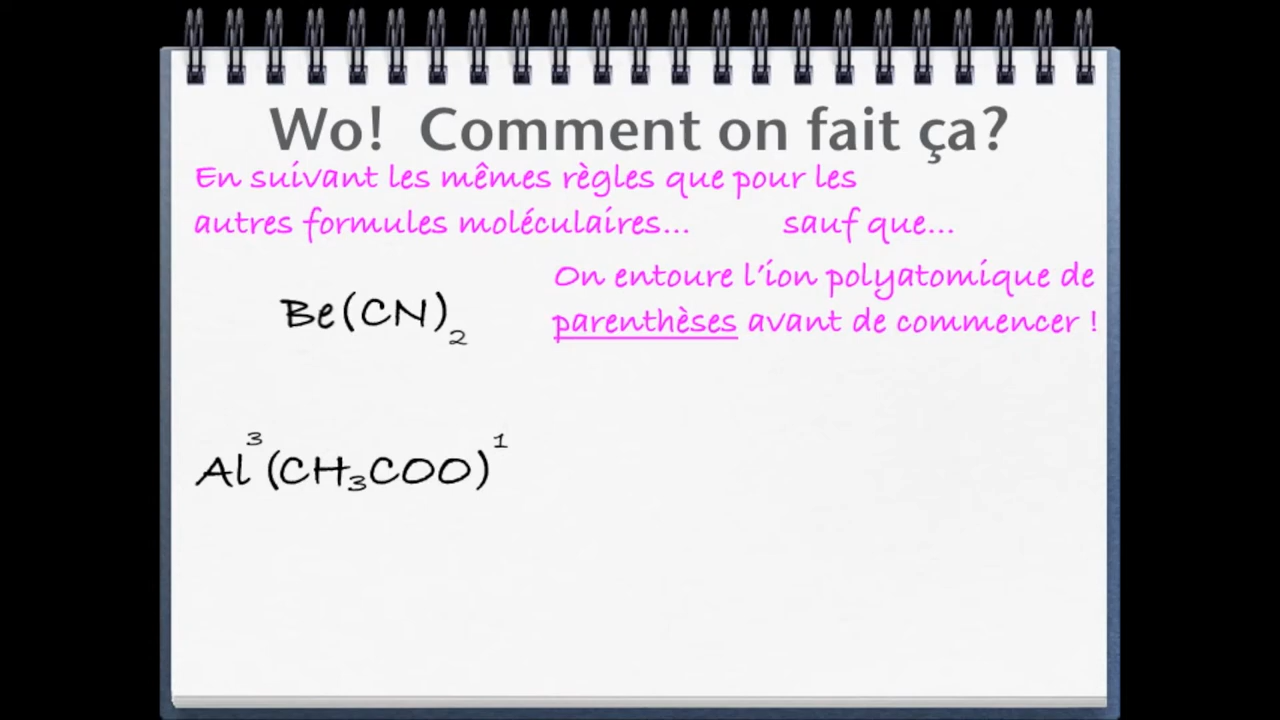 Wo! Comment on fait ça?
En suivant les mêmes règles que pour les
autres formules moléculaires... sauf que...
On entoure l'ion polyatomique de
parenthèses avant de commencer !
Be(CN)₂
Al³(CH₃COO)¹